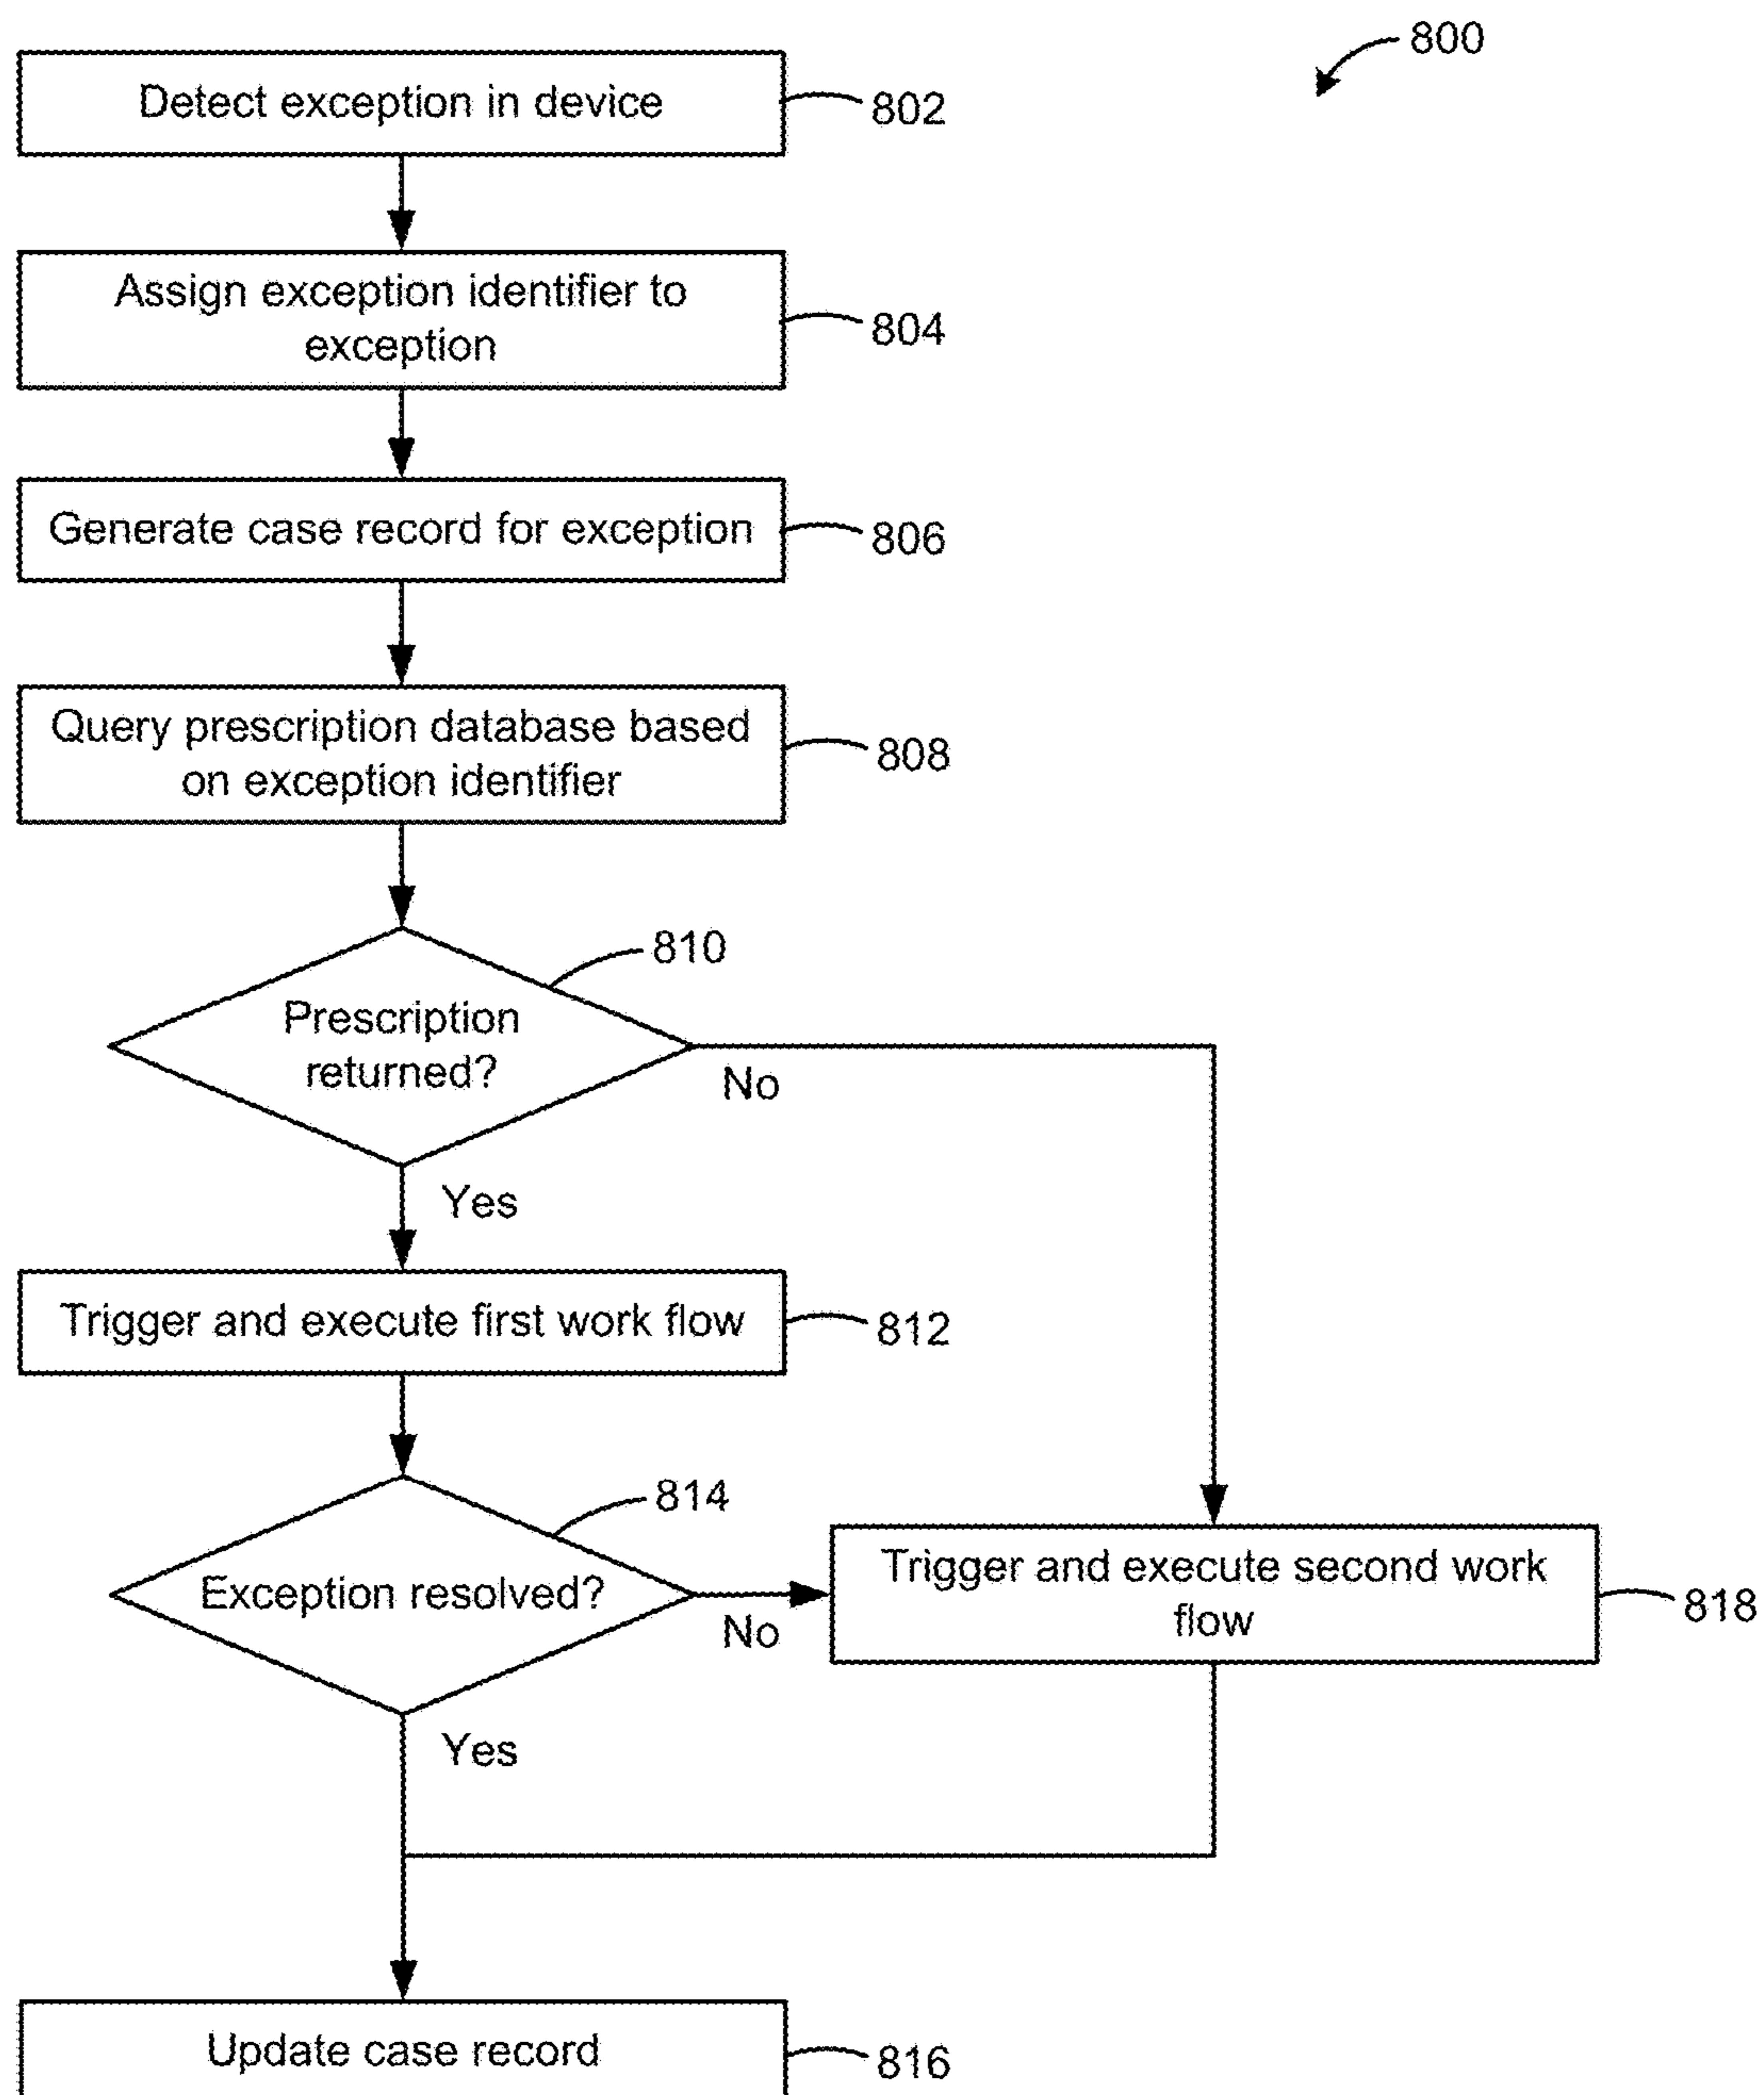 800
Detect exception in device
802
Assign exception identifier to
exception
804
Generate case record for exception
806
Query prescription database based
on exception identifier
808
810
Prescription
returned?
No
Yes
Trigger and execute first work flow
812
814
Exception resolved?
No
Trigger and execute second work
flow
818
Yes
Update case record
816